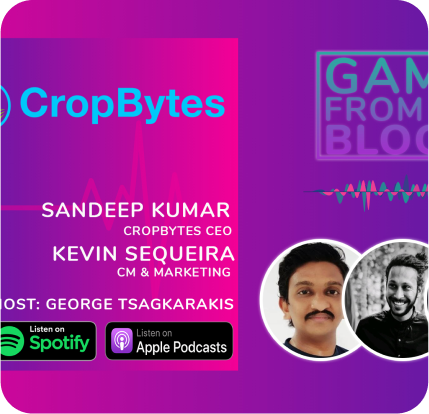 CropBytes
GAM
FROM
BLOC
SANDEEP KUMAR
CROPBYTES CEO
KEVIN SEQUEIRA
CM & MARKETING
HOST: GEORGE TSAGKARAKIS
Listen on
Spotify
Listen on
Apple Podcasts